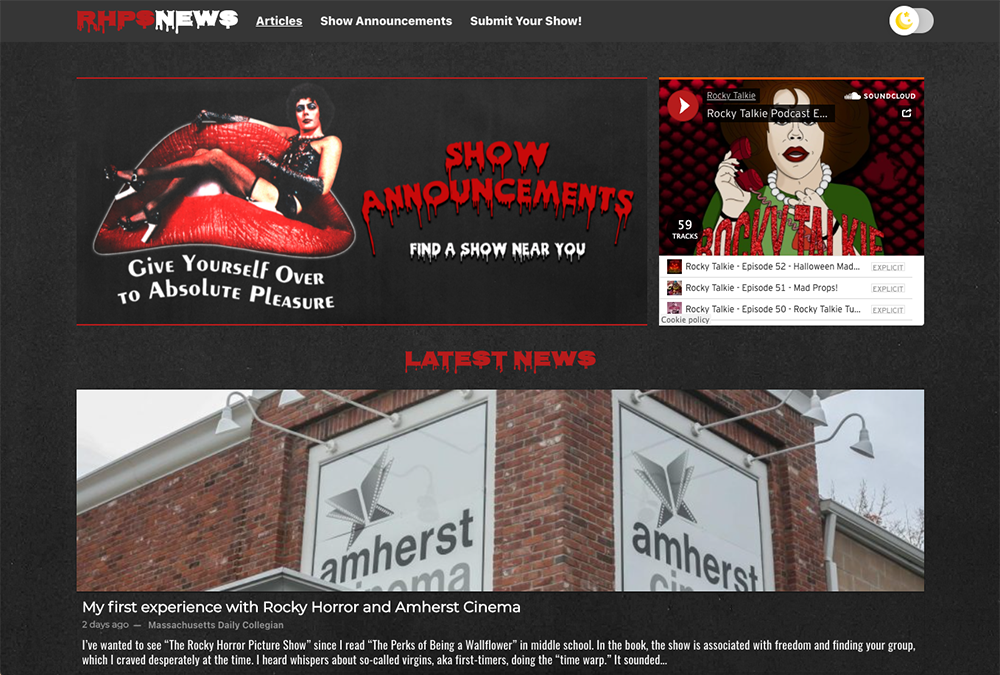 RHPSNEWS
Articles
Show Announcements
Submit Your Show!
GIVE YOURSELF OVER
TO ABSOLUTE PLEASURE
SHOW
ANNOUNCEMENTS
FIND A SHOW NEAR YOU
Rocky Talkie
SOUNDCLOUD
Rocky Talkie Podcast E...
59
TRACKS
ROCKY TALKIE
Rocky Talkie - Episode 52 - Halloween Mad...
EXPLICIT
Rocky Talkie - Episode 51 - Mad Props!
EXPLICIT
Rocky Talkie - Episode 50 - Rocky Talkie Tu...
EXPLICIT
Cookie policy
LATEST NEWS
amherst
cinema
amherst
cinema
My first experience with Rocky Horror and Amherst Cinema
2 days ago — Massachusetts Daily Collegian
I've wanted to see “The Rocky Horror Picture Show” since I read “The Perks of Being a Wallflower” in middle school. In the book, the show is associated with freedom and finding your group,
which I craved desperately at the time. I heard whispers about so-called virgins, aka first-timers, doing the “time warp.” It sounded...